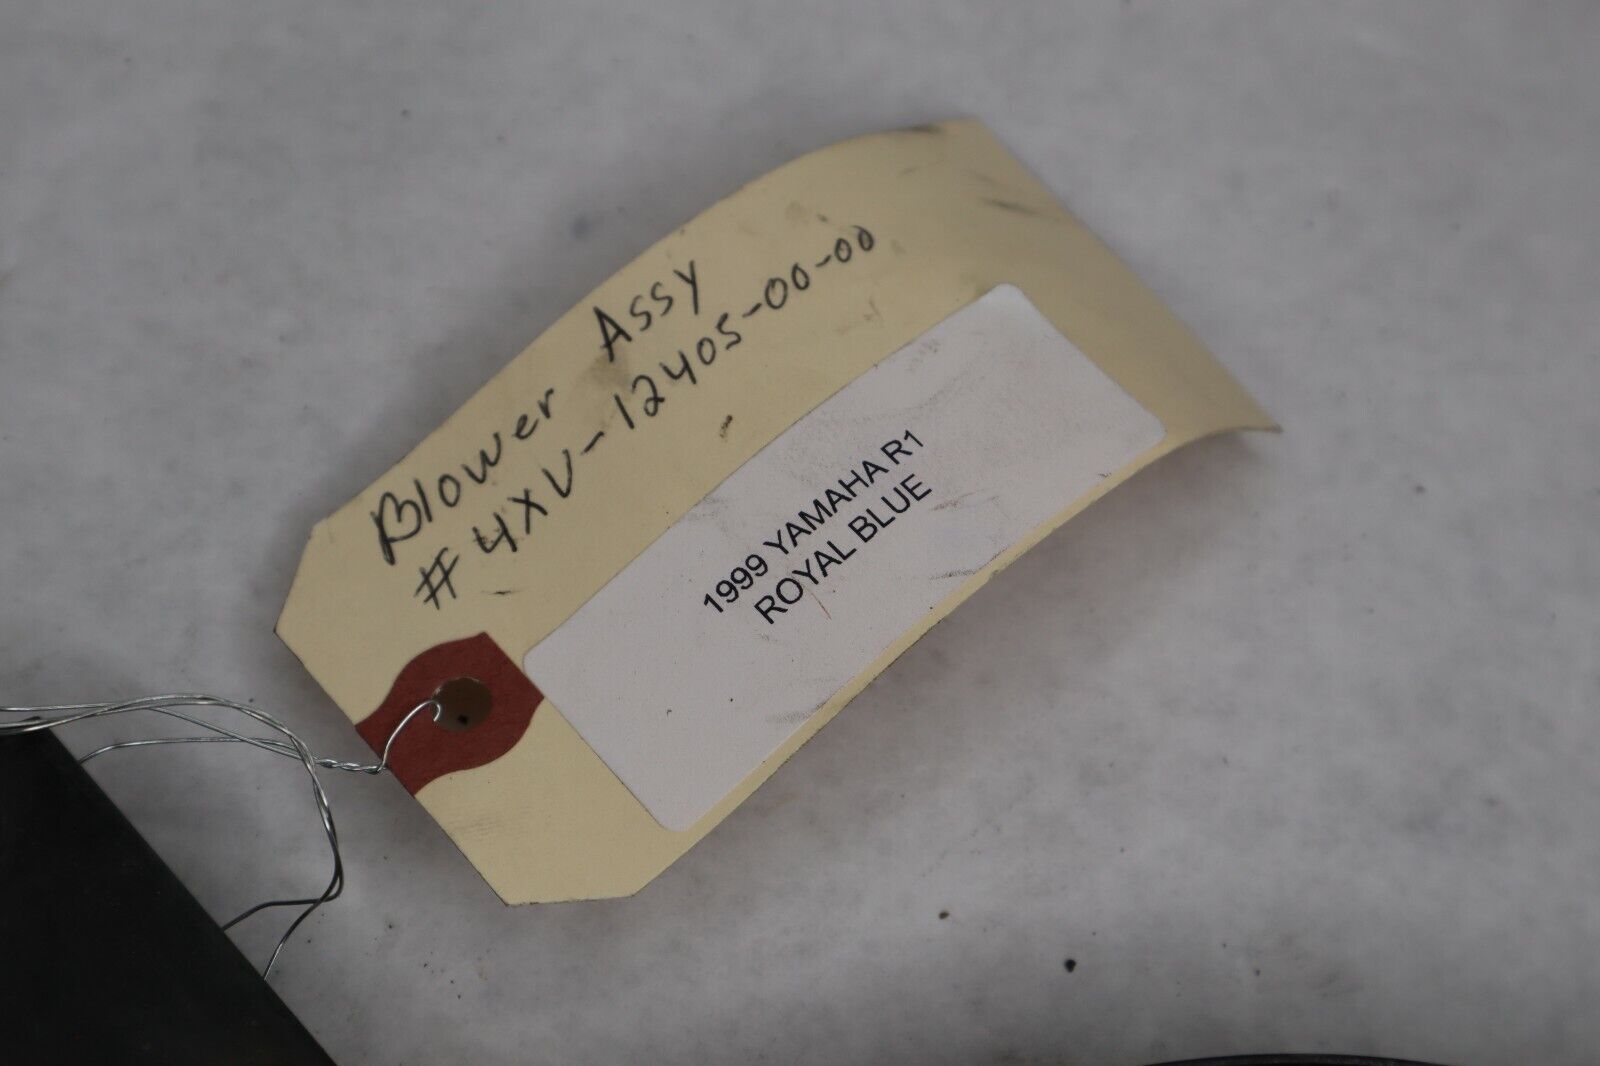 Blower Assy
#4XV-12405-00-00
1999 YAMAHA R1
ROYAL BLUE